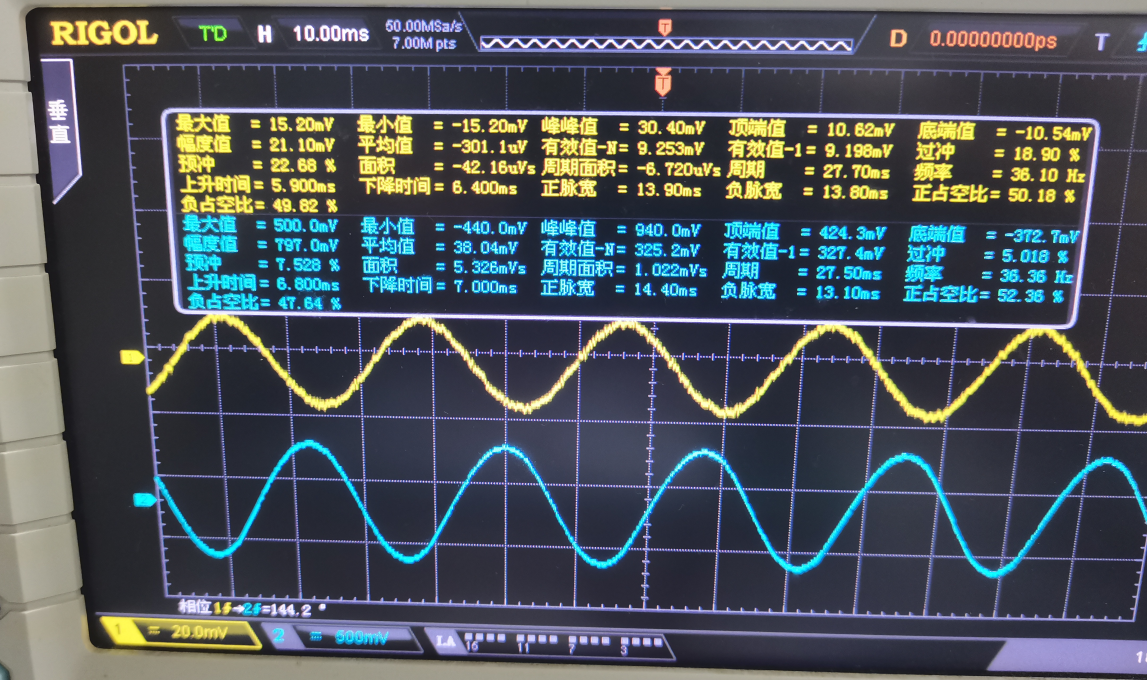 RIGOL T'D H 10.00ms 50.00MSa/s 7.00M pts T D 0.00000000ps T
垂直
T
最大值 = 15.20mV 最小值 = -15.20mV 峰峰值 = 30.40mV 顶端值 = 10.62mV 底端值 = -10.54mV
幅度值 = 21.10mV 平均值 = -301.1uV 有效值-N= 9.253mV 有效值-1= 9.198mV 过冲 = 18.90 %
预冲 = 22.68 % 面积 = -42.16uVs 周期面积= -6.720uVs 周期 = 27.70ms 频率 = 36.10 Hz
上升时间= 5.900ms 下降时间= 6.400ms 正脉宽 = 13.90ms 负脉宽 = 13.80ms 正占空比= 50.18 %
负占空比= 49.82 %
最大值 = 500.0mV 最小值 = -440.0mV 峰峰值 = 940.0mV 顶端值 = 424.3mV 底端值 = -372.7mV
幅度值 = 797.0mV 平均值 = 38.04mV 有效值-N= 325.2mV 有效值-1= 327.4mV 过冲 = 5.018 %
预冲 = 7.528 % 面积 = 5.326mVs 周期面积= 1.022mVs 周期 = 27.50ms 频率 = 36.36 Hz
上升时间= 6.800ms 下降时间= 7.000ms 正脉宽 = 14.40ms 负脉宽 = 13.10ms 正占空比= 52.36 %
负占空比= 47.64 %
1
2
相位1f→2f=144.2 °
1 = 20.0mV 2 = 500mV LA 15 11 7 3